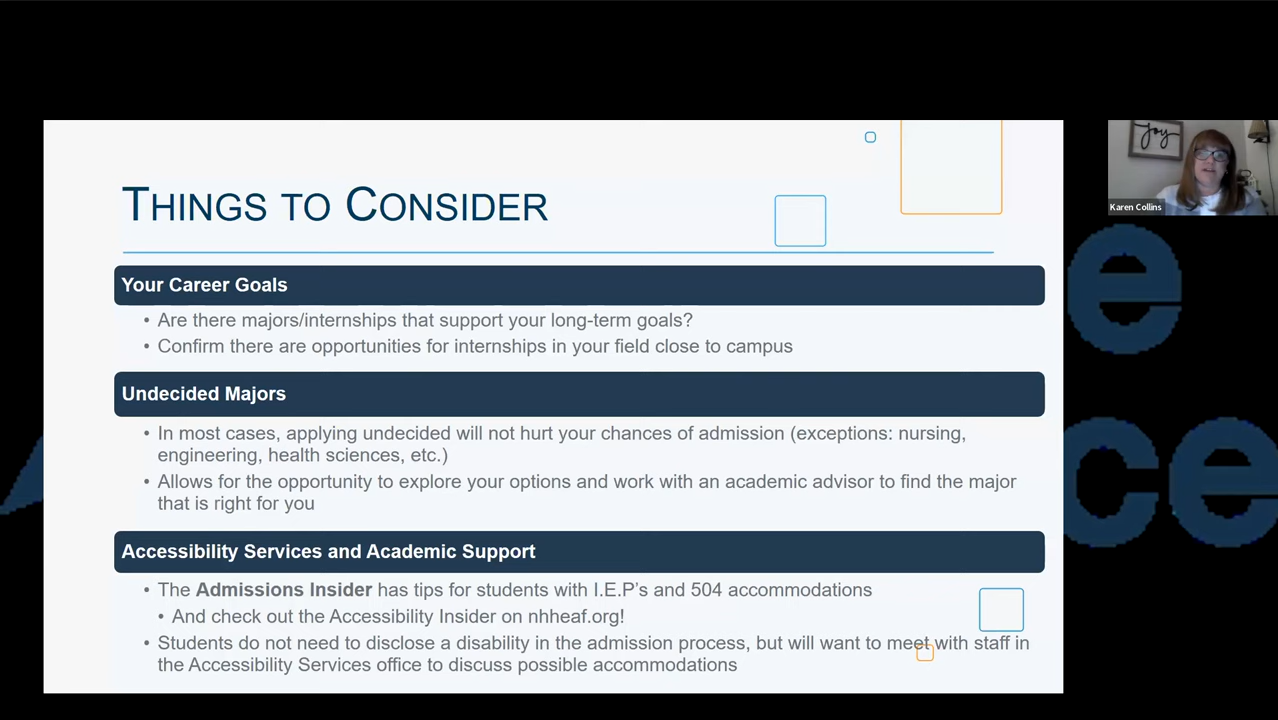 THINGS TO CONSIDER
Your Career Goals
• Are there majors/internships that support your long-term goals?
• Confirm there are opportunities for internships in your field close to campus
Undecided Majors
• In most cases, applying undecided will not hurt your chances of admission (exceptions: nursing,
engineering, health sciences, etc.)
• Allows for the opportunity to explore your options and work with an academic advisor to find the major
that is right for you
Accessibility Services and Academic Support
• The Admissions Insider has tips for students with I.E.P's and 504 accommodations
• And check out the Accessibility Insider on nhheaf.org!
• Students do not need to disclose a disability in the admission process, but will want to meet with staff in
the Accessibility Services office to discuss possible accommodations
Joy
Karen Collins
e
ce